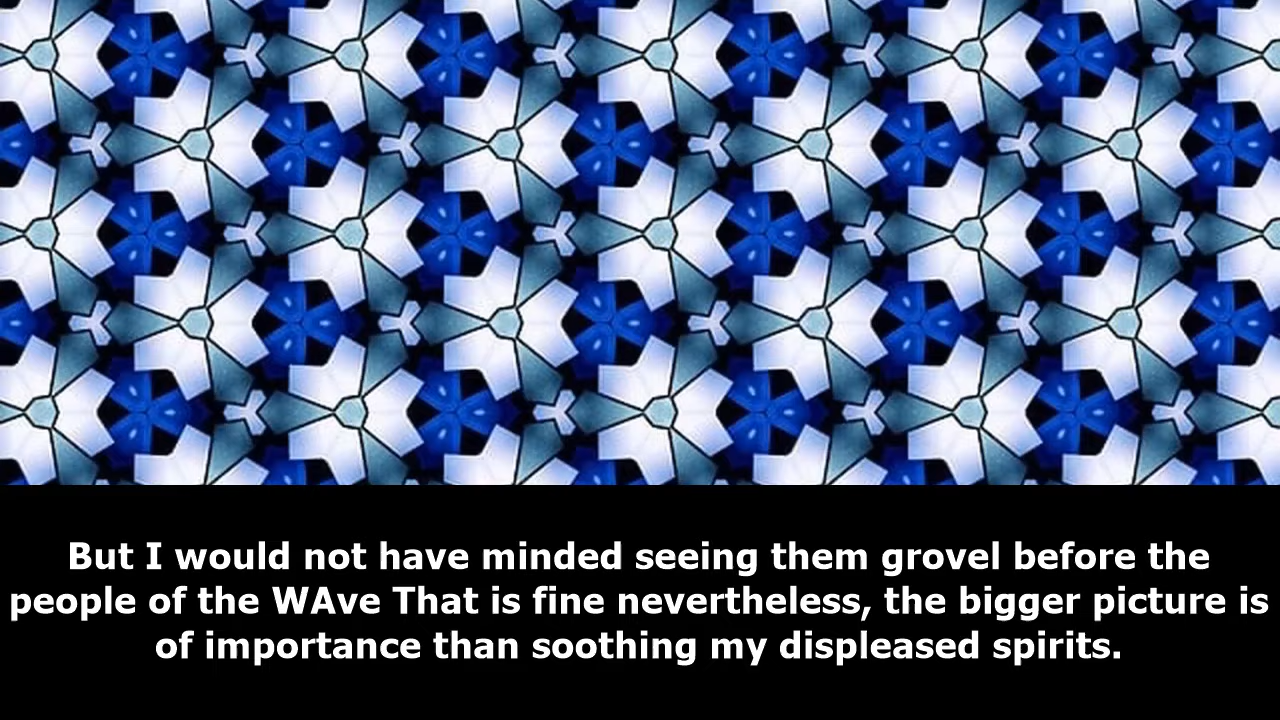 But I would not have minded seeing them grovel before the
people of the WAve That is fine nevertheless, the bigger picture is
of importance than soothing my displeased spirits.